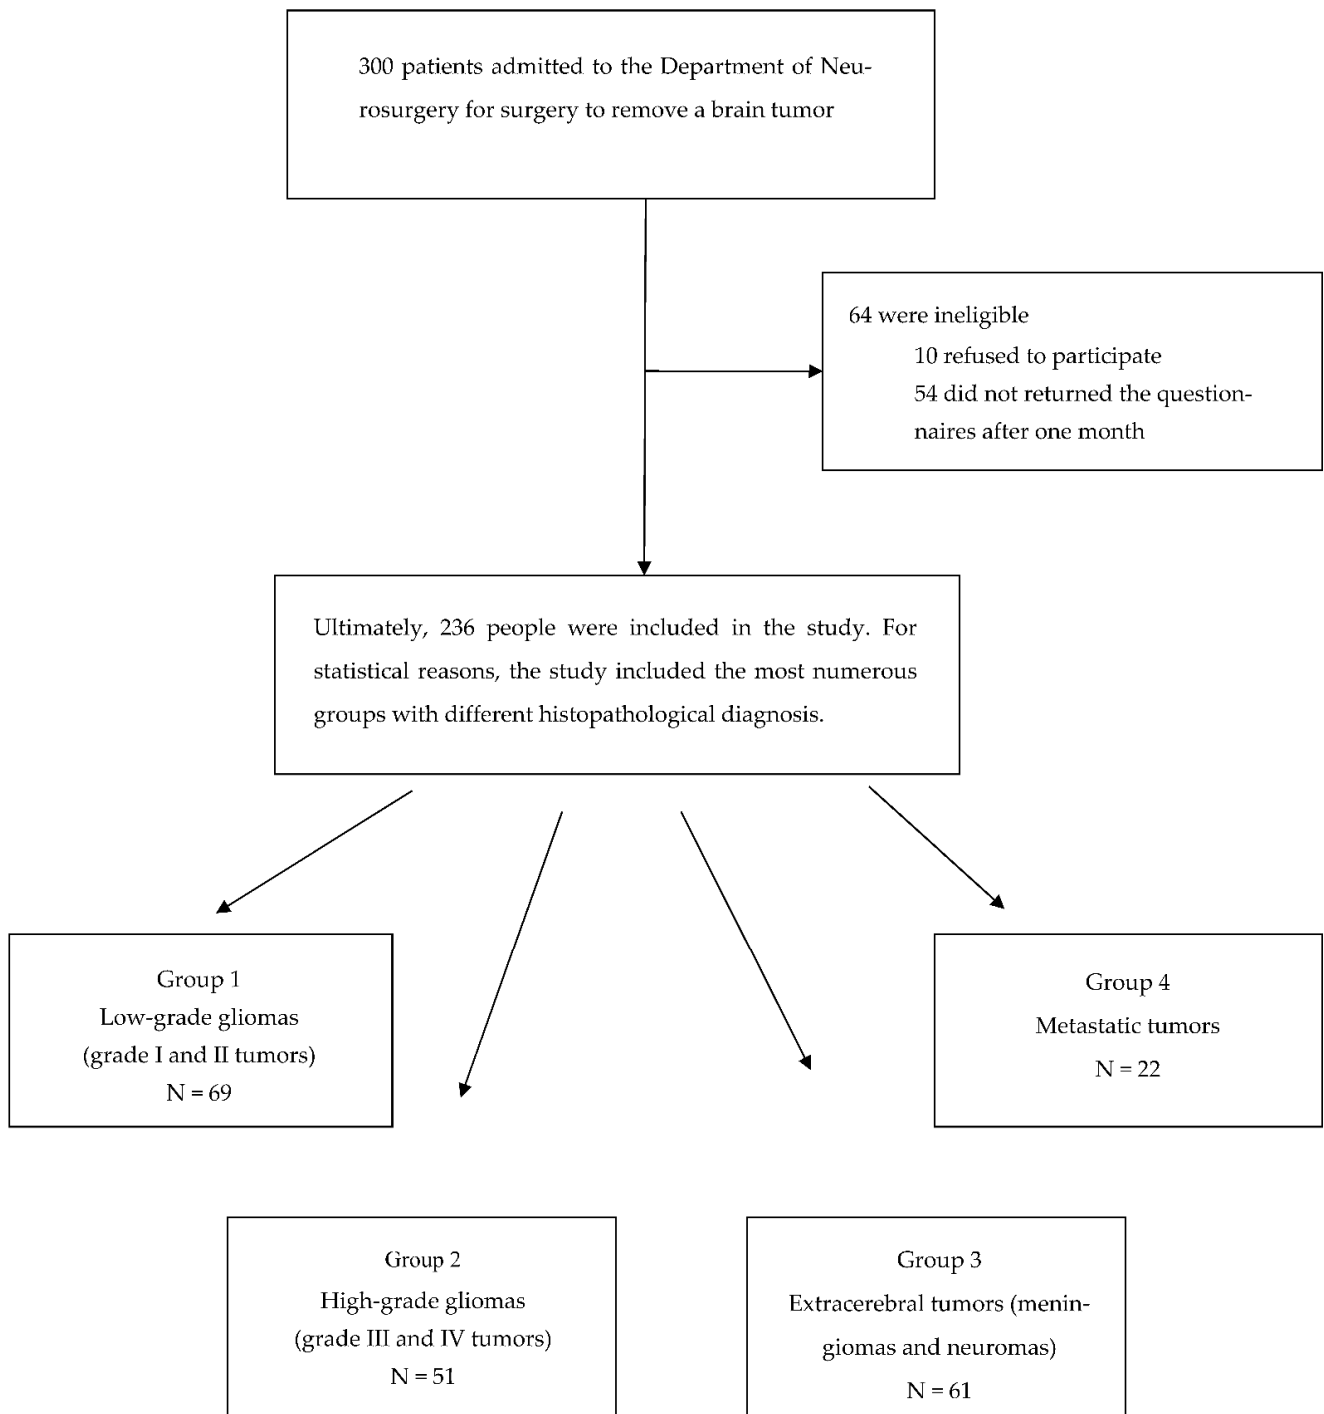 300 patients admitted to the Department of Neu-
rosurgery for surgery to remove a brain tumor
64 were ineligible
10 refused to participate
54 did not returned the question-
naires after one month
Ultimately, 236 people were included in the study. For
statistical reasons, the study included the most numerous
groups with different histopathological diagnosis.
Group 1
Low-grade gliomas
(grade I and II tumors)
N = 69
Group 4
Metastatic tumors
N = 22
Group 2
High-grade gliomas
(grade III and IV tumors)
N = 51
Group 3
Extracerebral tumors (menin-
giomas and neuromas)
N = 61